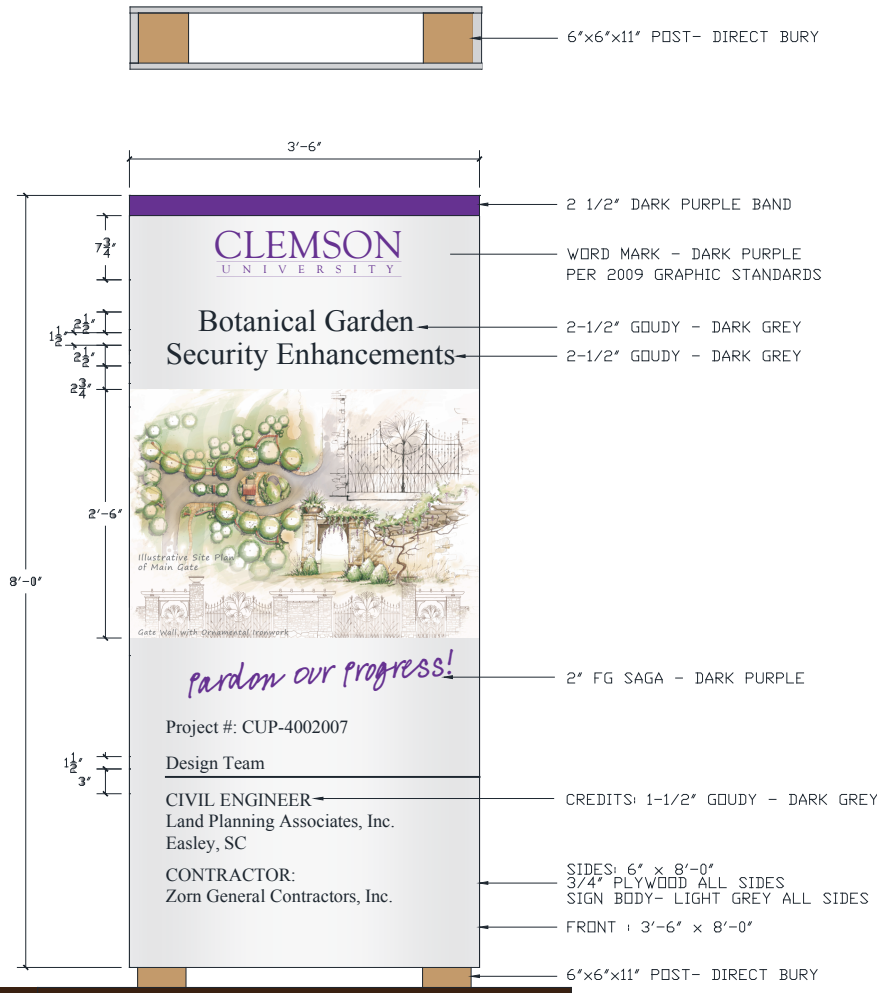 6"x6"x11" POST- DIRECT BURY
3'-6"
2 1/2" DARK PURPLE BAND
7 3/4"
CLEMSON
UNIVERSITY
WORD MARK - DARK PURPLE
PER 2009 GRAPHIC STANDARDS
2 1/2"
1 1/2"
Botanical Garden
2-1/2" GOUDY - DARK GREY
2 1/2"
Security Enhancements
2-1/2" GOUDY - DARK GREY
2 3/4"
2'-6"
Illustrative Site Plan
of Main Gate
8'-0"
Gate Wall with Ornamental Ironwork
pardon our progress!
2" FG SAGA - DARK PURPLE
Project #: CUP-4002007
1 1/2"
Design Team
3"
CIVIL ENGINEER
CREDITS: 1-1/2" GOUDY - DARK GREY
Land Planning Associates, Inc.
Easley, SC
CONTRACTOR:
Zorn General Contractors, Inc.
SIDES: 6" x 8'-0"
3/4" PLYWOOD ALL SIDES
SIGN BODY- LIGHT GREY ALL SIDES
FRONT : 3'-6" x 8'-0"
6"x6"x11" POST- DIRECT BURY